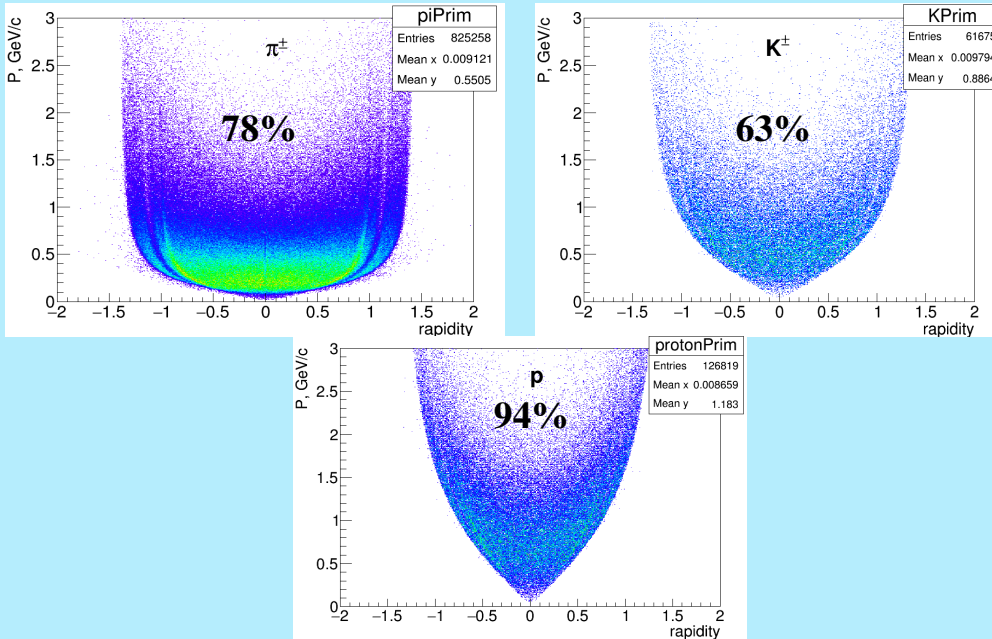 piPrim
Entries 825258
Mean x 0.009121
Mean y 0.5505
P, GeV/c
3
2.5
2
1.5
1
0.5
0
π±
78%
−2 −1.5 −1 −0.5 0 0.5 1 1.5 2
rapidity
KPrim
Entries 61675
Mean x 0.009794
Mean y 0.8864
P, GeV/c
3
2.5
2
1.5
1
0.5
0
K±
63%
−2 −1.5 −1 −0.5 0 0.5 1 1.5 2
rapidity
protonPrim
Entries 126819
Mean x 0.008659
Mean y 1.183
P, GeV/c
3
2.5
2
1.5
1
0.5
0
p
94%
−2 −1.5 −1 −0.5 0 0.5 1 1.5 2
rapidity